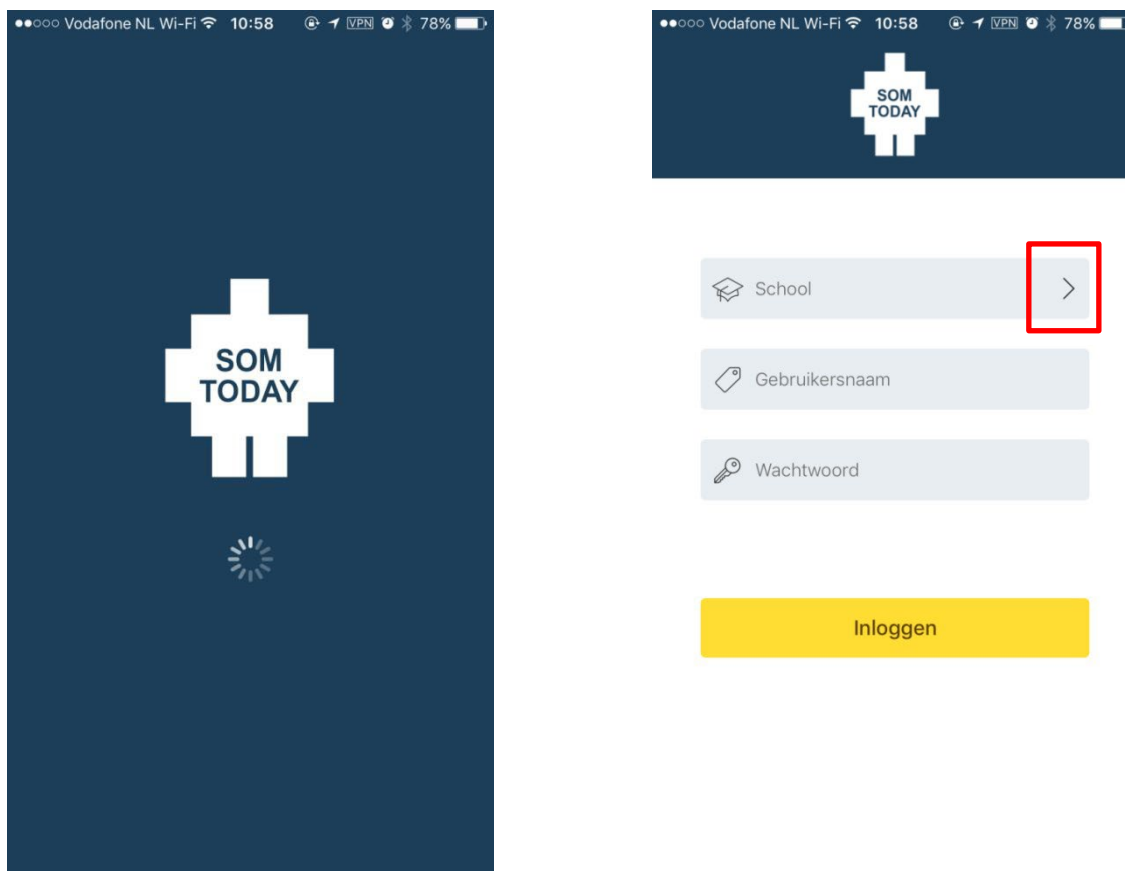 Vodafone NL Wi-Fi 10:58 VPN 78%
SOM
TODAY
Vodafone NL Wi-Fi 10:58 VPN 78%
SOM
TODAY
School
Gebruikersnaam
Wachtwoord
Inloggen